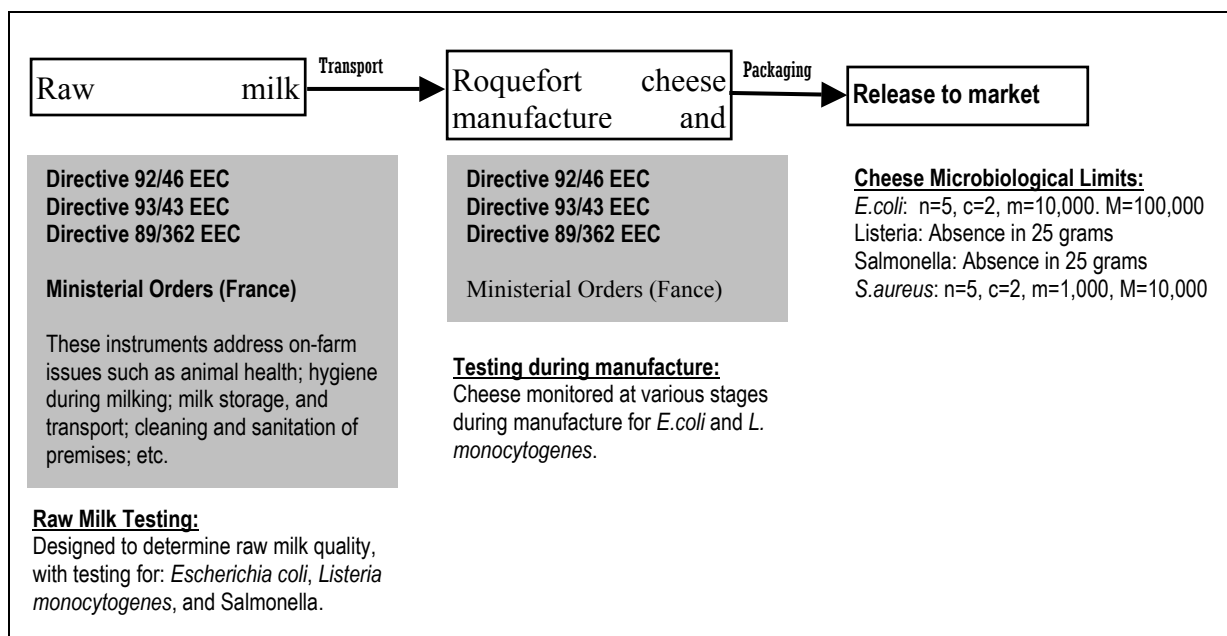 Raw milk
Transport
Roquefort cheese
manufacture and
Packaging
Release to market
Directive 92/46 EEC
Directive 93/43 EEC
Directive 89/362 EEC
Ministerial Orders (France)
These instruments address on-farm
issues such as animal health; hygiene
during milking; milk storage, and
transport; cleaning and sanitation of
premises; etc.
Raw Milk Testing:
Designed to determine raw milk quality,
with testing for: Escherichia coli, Listeria
monocytogenes, and Salmonella.
Directive 92/46 EEC
Directive 93/43 EEC
Directive 89/362 EEC
Ministerial Orders (Fance)
Testing during manufacture:
Cheese monitored at various stages
during manufacture for E.coli and L.
monocytogenes.
Cheese Microbiological Limits:
E.coli: n=5, c=2, m=10,000. M=100,000
Listeria: Absence in 25 grams
Salmonella: Absence in 25 grams
S.aureus: n=5, c=2, m=1,000, M=10,000